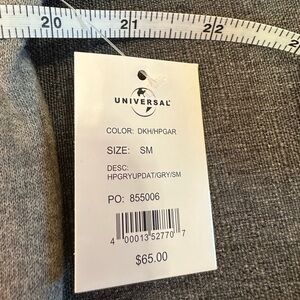 20 21 22
UNIVERSAL
COLOR: DKH/HPGAR
SIZE: SM
DESC:
HPGRYUPDAT/GRY/SM
PO: 855006
4 00013 52770 7
$65.00